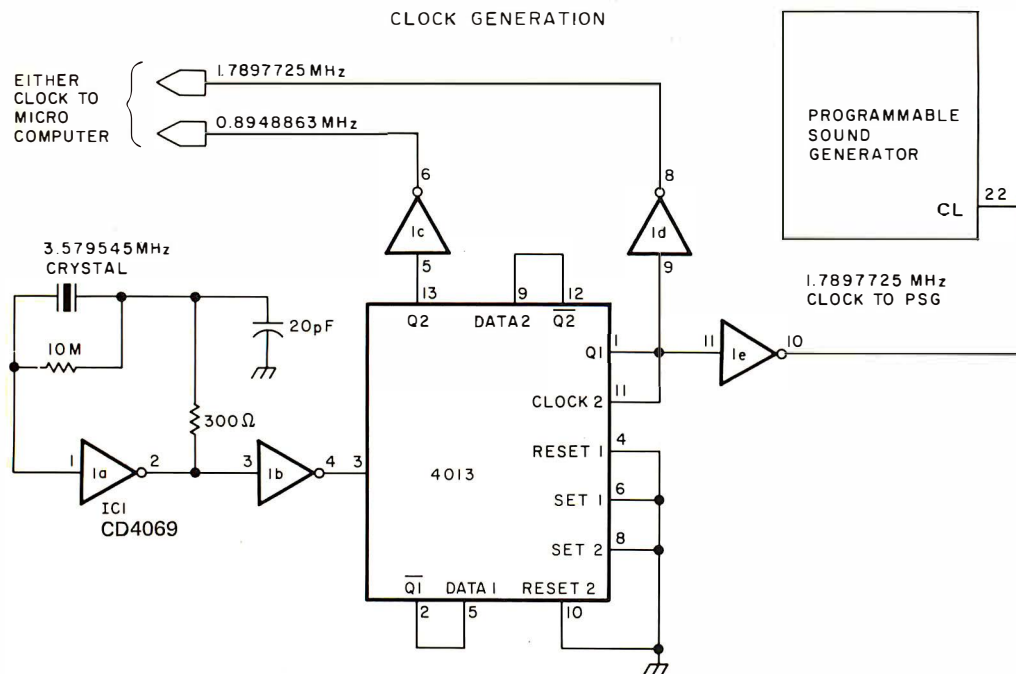 CLOCK GENERATION
EITHER
CLOCK TO
MICRO
COMPUTER
1.7897725 MHz
0.8948863 MHz
PROGRAMMABLE
SOUND
GENERATOR
CL
22
6
1c
5
8
1d
9
3.579545 MHz
CRYSTAL
10 M
20pF
300Ω
1.7897725 MHz
CLOCK TO PSG
13
9
12
Q2
DATA2
Q2
Q1
1
11
1e
10
CLOCK 2
11
RESET 1
4
1
1a
2
3
1b
4
3
4013
SET 1
6
IC1
CD4069
SET 2
8
Q1
DATA 1
RESET 2
2
5
10